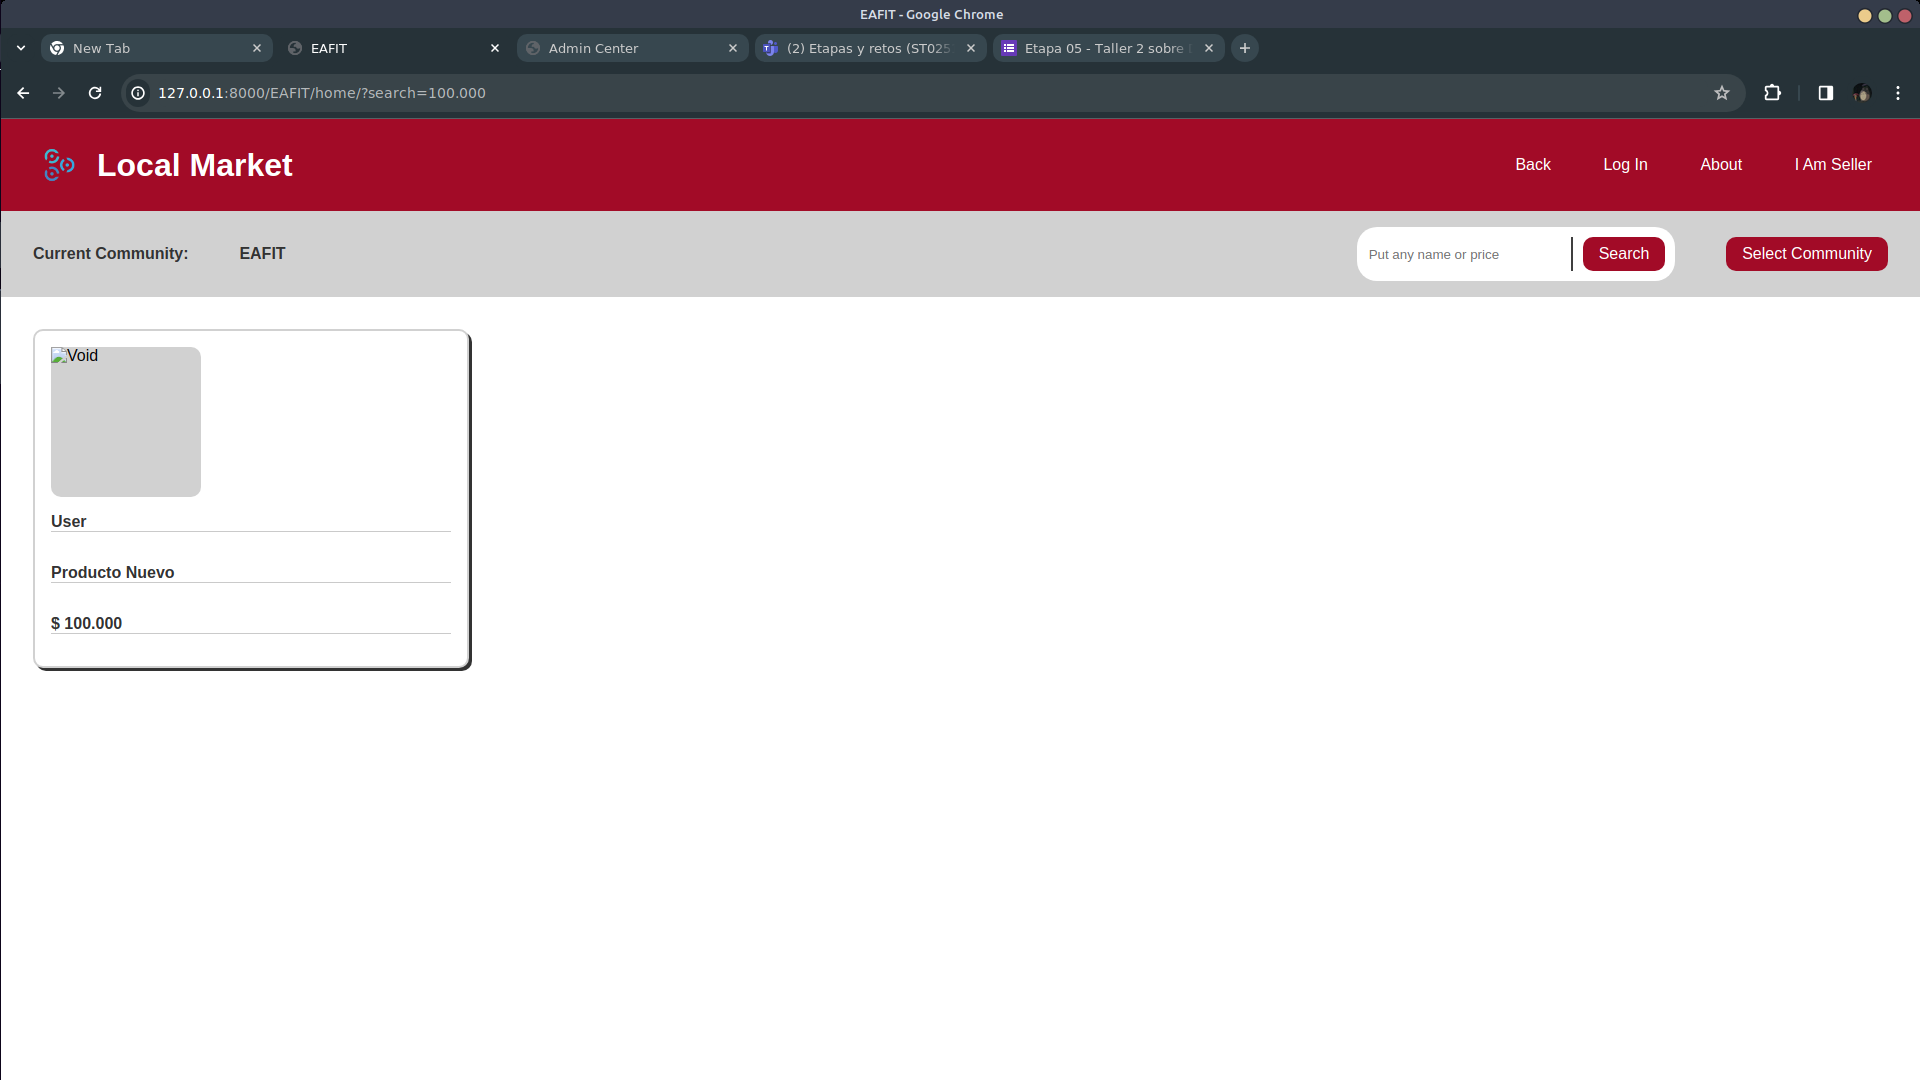 EAFIT - Google Chrome
New Tab
EAFIT
Admin Center
(2) Etapas y retos (ST025
Etapa 05 - Taller 2 sobre
127.0.0.1:8000/EAFIT/home/?search=100.000
Local Market
Back
Log In
About
I Am Seller
Current Community:
EAFIT
Put any name or price
Search
Select Community
Void
User
Producto Nuevo
$ 100.000